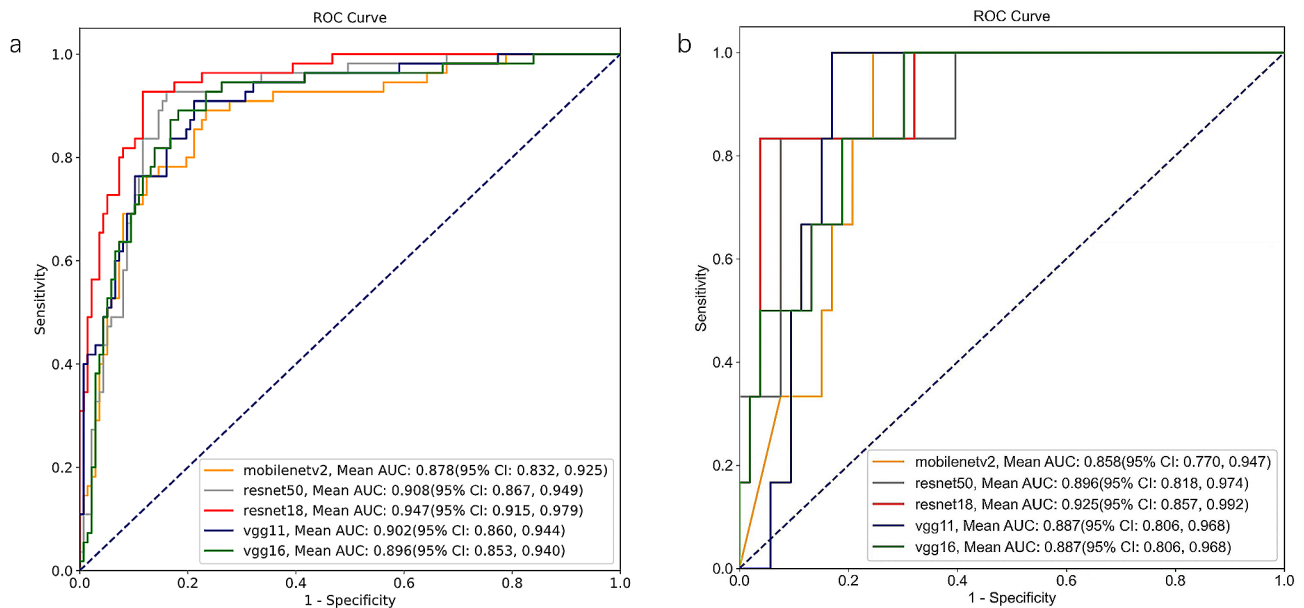 a
ROC Curve
1.0
0.8
0.6
0.4
0.2
0.0
Sensitivity
0.0 0.2 0.4 0.6 0.8 1.0
1 - Specificity
mobilenetv2, Mean AUC: 0.878(95% CI: 0.832, 0.925)
resnet50, Mean AUC: 0.908(95% CI: 0.867, 0.949)
resnet18, Mean AUC: 0.947(95% CI: 0.915, 0.979)
vgg11, Mean AUC: 0.902(95% CI: 0.860, 0.944)
vgg16, Mean AUC: 0.896(95% CI: 0.853, 0.940)
b
ROC Curve
1.0
0.8
0.6
0.4
0.2
0.0
Sensitivity
0.0 0.2 0.4 0.6 0.8 1.0
1 - Specificity
mobilenetv2, Mean AUC: 0.858(95% CI: 0.770, 0.947)
resnet50, Mean AUC: 0.896(95% CI: 0.818, 0.974)
resnet18, Mean AUC: 0.925(95% CI: 0.857, 0.992)
vgg11, Mean AUC: 0.887(95% CI: 0.806, 0.968)
vgg16, Mean AUC: 0.887(95% CI: 0.806, 0.968)